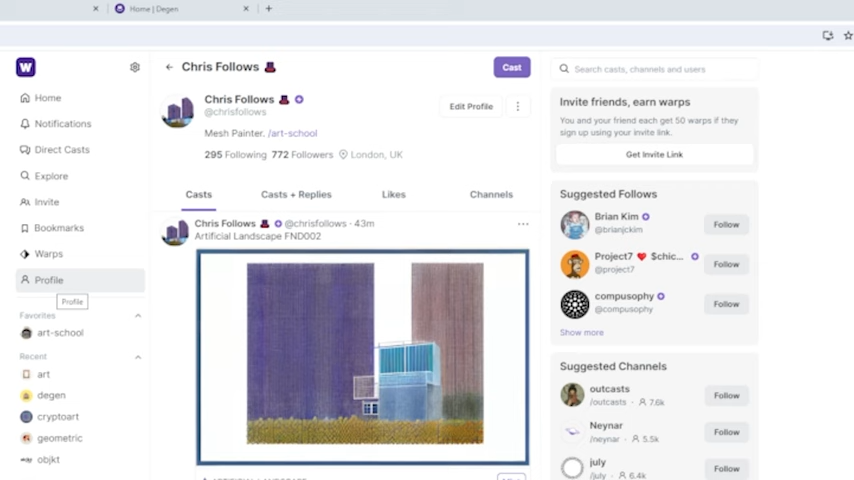 Home | Degen
W
Chris Follows
Cast
Search casts, channels and users
Home
Notifications
Direct Casts
Explore
Invite
Bookmarks
Warps
Profile
Profile
Favorites
art-school
Recent
art
degen
cryptoart
geometric
objkt
Chris Follows
@chrisfollows
Edit Profile
Mesh Painter. /art-school
295 Following 772 Followers London, UK
Casts Casts + Replies Likes Channels
Chris Follows @chrisfollows · 43m
Artificial Landscape FND002
Invite friends, earn warps
You and your friend each get 50 warps if they
sign up using your invite link.
Get Invite Link
Suggested Follows
Brian Kim
@brianjckim
Follow
Project7 $chic...
@project7
Follow
compusophy
@compusophy
Follow
Show more
Suggested Channels
outcasts
/outcasts · 7.6k
Follow
Neynar
/neynar · 5.5k
Follow
july
/july · 6.4k
Follow